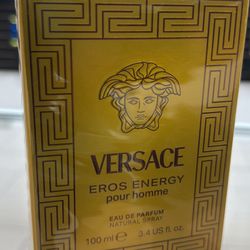 VERSACE
EROS ENERGY
pour homme
EAU DE PARFUM
NATURAL SPRAY
100 ml ℮ 3.4 US fl. oz.